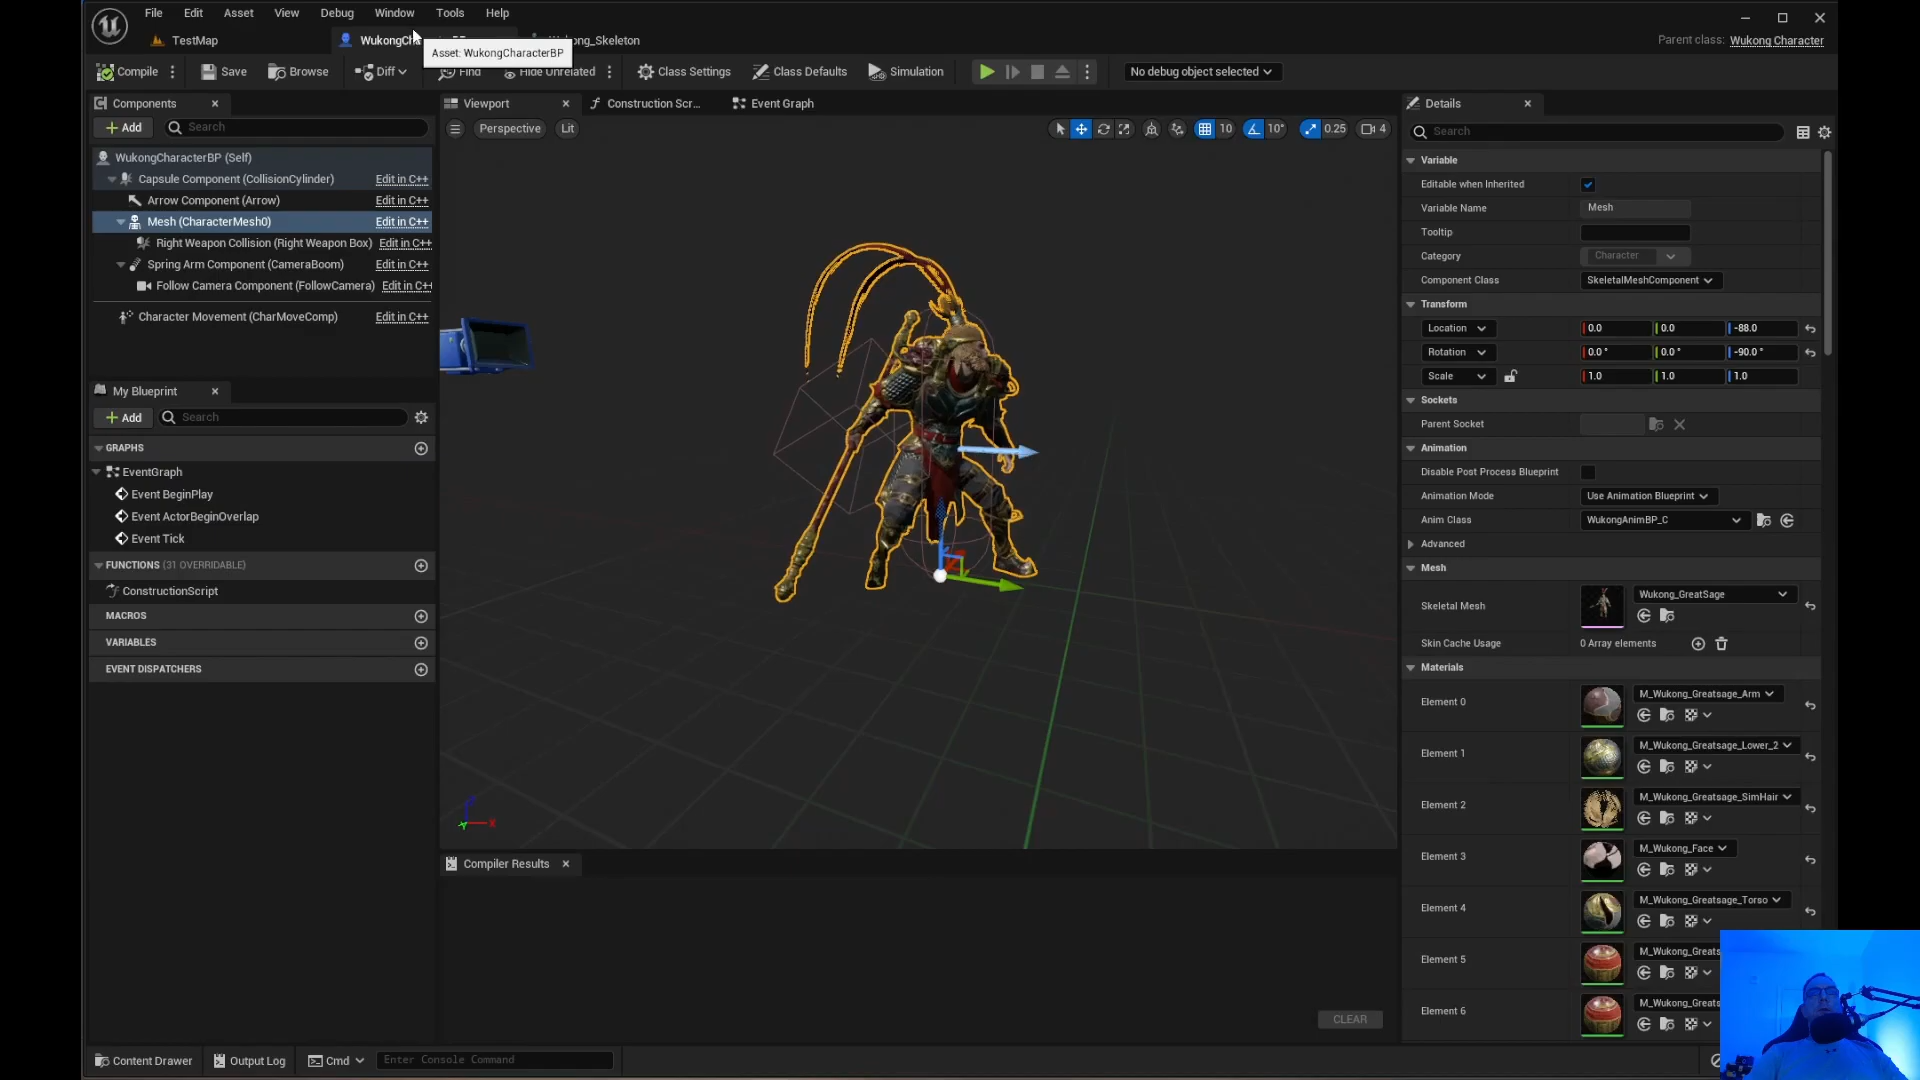 File Edit Asset View Debug Window Tools Help
TestMap
WukongCh
ong_Skeleton
Parent class: Wukong Character
Asset: WukongCharacterBP
Compile
Save
Browse
Diff
Find
Hide Unrelated
Class Settings
Class Defaults
Simulation
No debug object selected
Components
Viewport
Construction Scr...
Event Graph
Details
Add
Search
Perspective
Lit
10
10°
0.25
4
Search
WukongCharacterBP (Self)
Capsule Component (CollisionCylinder) Edit in C++
Arrow Component (Arrow) Edit in C++
Mesh (CharacterMesh0) Edit in C++
Right Weapon Collision (Right Weapon Box) Edit in C++
Spring Arm Component (CameraBoom) Edit in C++
Follow Camera Component (FollowCamera) Edit in C++
Character Movement (CharMoveComp) Edit in C++
My Blueprint
Add
Search
GRAPHS
EventGraph
Event BeginPlay
Event ActorBeginOverlap
Event Tick
FUNCTIONS (31 OVERRIDABLE)
ConstructionScript
MACROS
VARIABLES
EVENT DISPATCHERS
X
Compiler Results
CLEAR
Variable
Editable when Inherited
Variable Name Mesh
Tooltip
Category Character
Component Class SkeletalMeshComponent
Transform
Location 0.0 0.0 -88.0
Rotation 0.0 ° 0.0 ° -90.0 °
Scale 1.0 1.0 1.0
Sockets
Parent Socket
Animation
Disable Post Process Blueprint
Animation Mode Use Animation Blueprint
Anim Class WukongAnimBP_C
Advanced
Mesh
Skeletal Mesh Wukong_GreatSage
Skin Cache Usage 0 Array elements
Materials
Element 0 M_Wukong_Greatsage_Arm
Element 1 M_Wukong_Greatsage_Lower_2
Element 2 M_Wukong_Greatsage_SimHair
Element 3 M_Wukong_Face
Element 4 M_Wukong_Greatsage_Torso
Element 5 M_Wukong_Greats
Element 6 M_Wukong_Greats
Content Drawer
Output Log
Cmd
Enter Console Command